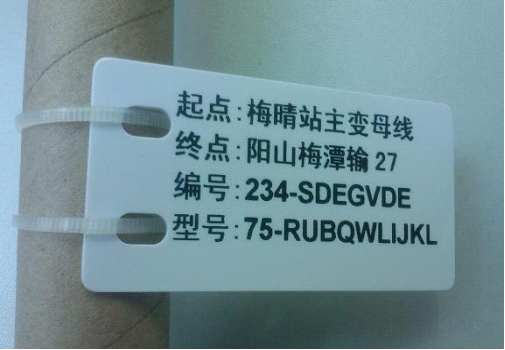 起点:梅晴站主变母线
终点:阳山梅潭输 27
编号:234-SDEGVDE
型号:75-RUBQWLIJKL